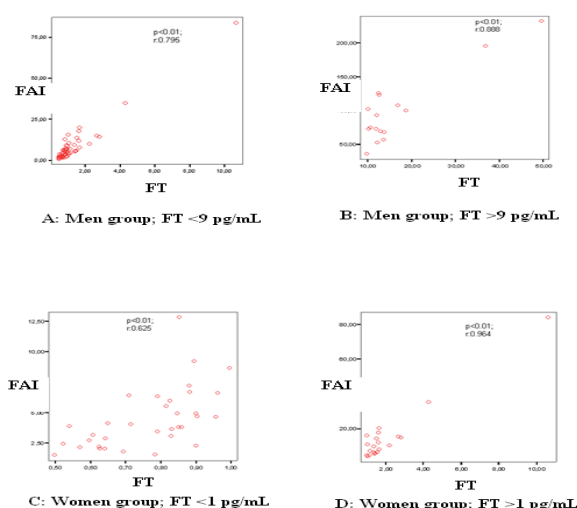 p<0.01;
r:0.795
75,00
50,00
FAI
25,00
0,00
2,00 4,00 6,00 8,00 10,00
FT
A: Men group; FT <9 pg/mL
p<0.01;
r:0.888
200,00
150,00
FAI
50,00
10,00 20,00 30,00 40,00 50,00
FT
B: Men group; FT >9 pg/mL
p<0.01;
r:0.625
12,50
10,00
FAI
5,00
2,50
0,50 0,60 0,70 0,80 0,90 1,00
FT
C: Women group; FT <1 pg/mL
p<0.01;
r:0.964
80,00
60,00
FAI
20,00
2,00 4,00 6,00 8,00 10,00
FT
D: Women group; FT >1 pg/mL